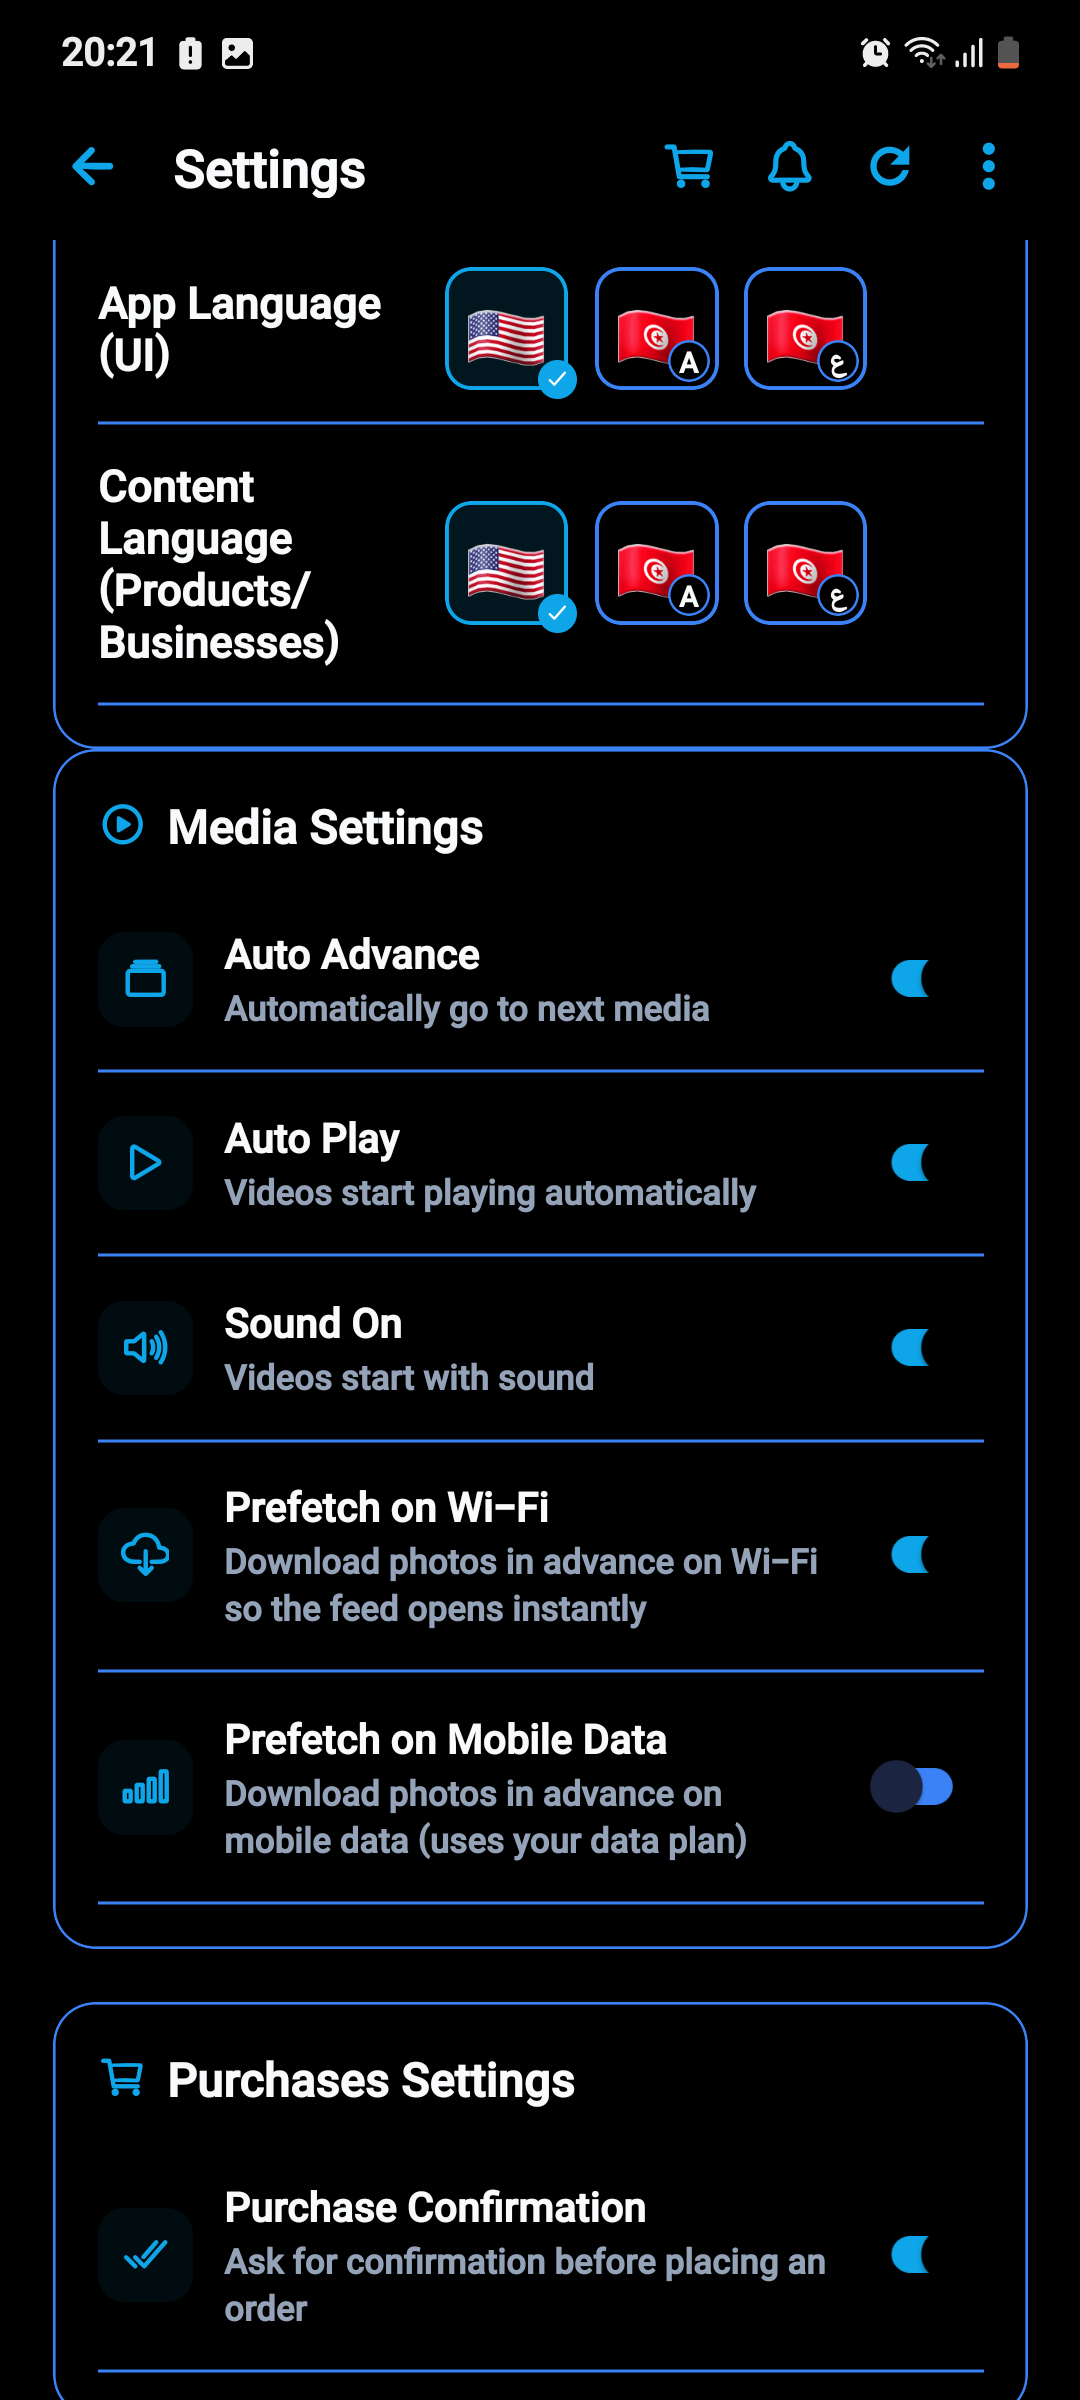 20:21
Settings
App Language
(UI)
A
ع
Content
Language
(Products/
Businesses)
A
ع
Media Settings
Auto Advance
Automatically go to next media
Auto Play
Videos start playing automatically
Sound On
Videos start with sound
Prefetch on Wi-Fi
Download photos in advance on Wi-Fi
so the feed opens instantly
Prefetch on Mobile Data
Download photos in advance on
mobile data (uses your data plan)
Purchases Settings
Purchase Confirmation
Ask for confirmation before placing an
order